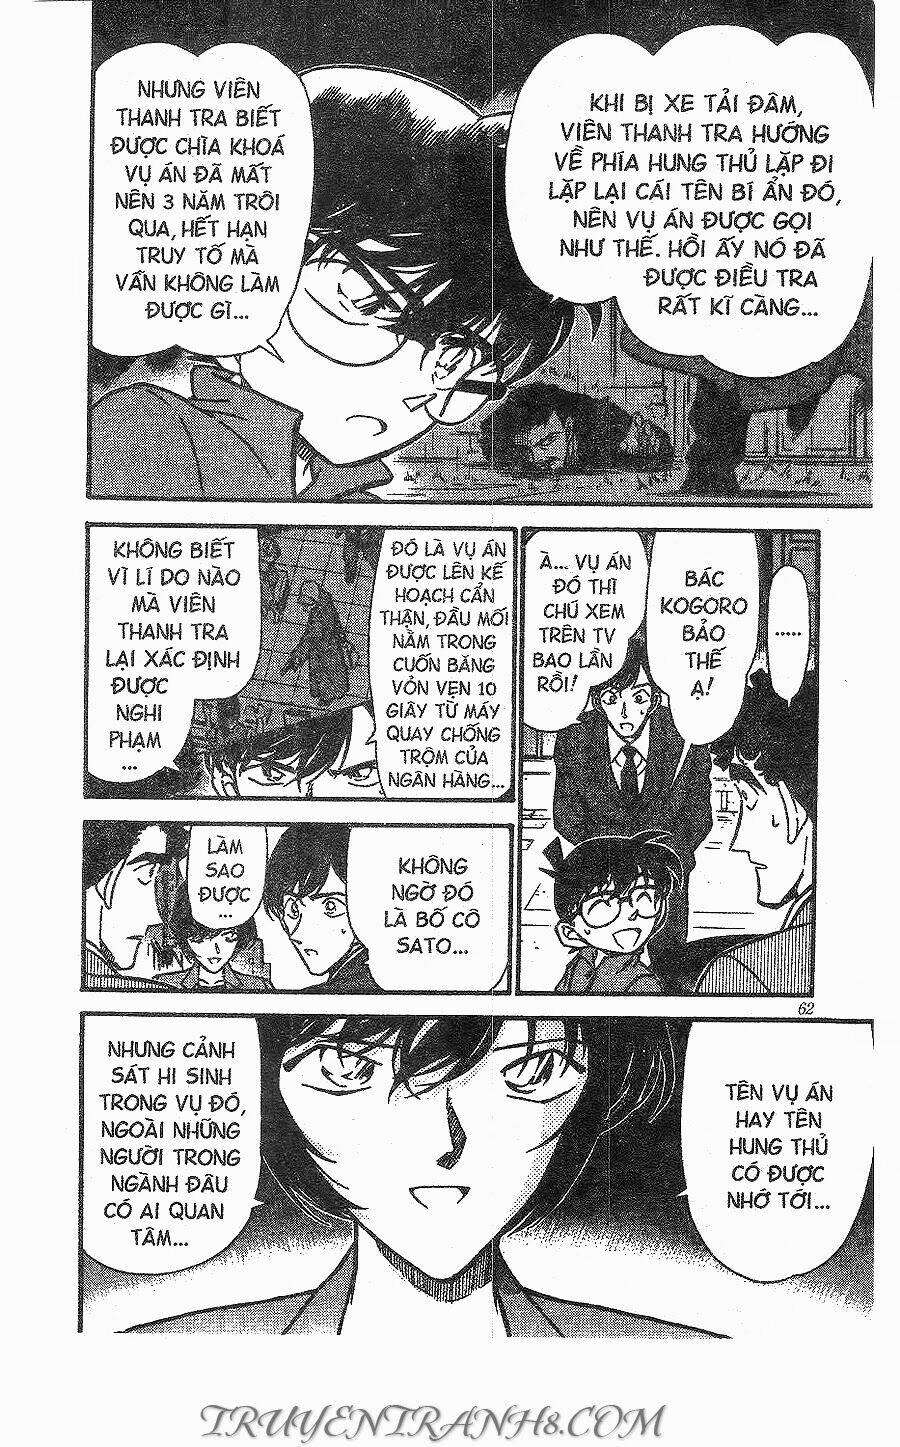 KHI BỊ XE TẢI ĐÂM,
VIÊN THANH TRA HƯỚNG
VỀ PHÍA HUNG THỦ LẶP ĐI
LẶP LẠI CÁI TÊN BÍ ẨN ĐÓ,
NÊN VỤ ÁN ĐƯỢC GỌI
NHƯ THẾ. HỒI ẤY NÓ ĐÃ
ĐƯỢC ĐIỀU TRA
RẤT KĨ CÀNG...
NHƯNG VIÊN
THANH TRA BIẾT
ĐƯỢC CHÌA KHOÁ
VỤ ÁN ĐÃ MẤT
NÊN 3 NĂM TRÔI
QUA, HẾT HẠN
TRUY TỐ MÀ
VẪN KHÔNG LÀM
ĐƯỢC GÌ...
.....
BÁC
KOGORO
BẢO
THẾ
Ạ!
À... VỤ ÁN
ĐÓ THÌ
CHÚ XEM
TRÊN TV
BAO LẦN
RỒI!
ĐÓ LÀ VỤ ÁN
ĐƯỢC LÊN KẾ
HOẠCH CẨN
THẬN, ĐẦU MỐI
NẰM TRONG
CUỐN BĂNG
VỎN VẸN 10
GIÂY TỪ MÁY
QUAY CHỐNG
TRỘM CỦA
NGÂN HÀNG...
KHÔNG BIẾT
VÌ LÍ DO NÀO
MÀ VIÊN
THANH TRA
LẠI XÁC ĐỊNH
ĐƯỢC
NGHI
PHẠM
...
KHÔNG
NGỜ ĐÓ
LÀ BỐ CÔ
SATO...
LÀM
SAO
ĐƯỢC
...
62
TÊN VỤ ÁN
HAY TÊN
HUNG THỦ
CÓ ĐƯỢC
NHỚ TỚI...
NHƯNG CẢNH
SÁT HI SINH
TRONG VỤ ĐÓ,
NGOÀI NHỮNG
NGƯỜI TRONG
NGÀNH ĐÂU
CÓ AI QUAN
TÂM...
TRUYENTRANH8.COM